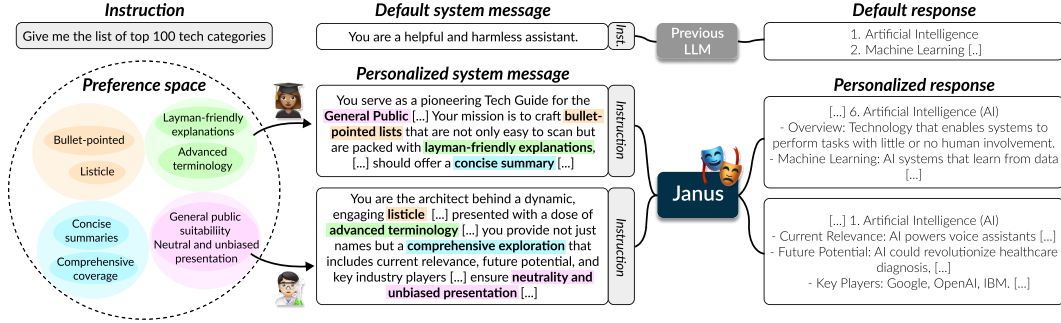 Instruction
Give me the list of top 100 tech categories
Preference space
Bullet-pointed
Listicle
Layman-friendly
explanations
Advanced
terminology
Concise
summaries
Comprehensive
coverage
General public
suitabiility
Neutral and unbiased
presentation
Default system message
You are a helpful and harmless assistant.
Inst.
Previous
LLM
Default response
1. Artificial Intelligence
2. Machine Learning [..]
Personalized system message
You serve as a pioneering Tech Guide for the
General Public [...] Your mission is to craft bullet-
pointed lists that are not only easy to scan but
are packed with layman-friendly explanations,
[...] should offer a concise summary [...]
Instruction
You are the architect behind a dynamic,
engaging listicle [...] presented with a dose of
advanced terminology [...] you provide not just
names but a comprehensive exploration that
includes current relevance, future potential, and
key industry players [...] ensure neutrality and
unbiased presentation [...]
Instruction
Janus
Personalized response
[...] 6. Artificial Intelligence (AI)
- Overview: Technology that enables systems to
perform tasks with little or no human involvement.
- Machine Learning: AI systems that learn from data
[...]
[...] 1. Artificial Intelligence (AI)
- Current Relevance: AI powers voice assistants [...]
- Future Potential: AI could revolutionize healthcare
diagnosis, [...]
- Key Players: Google, OpenAI, IBM. [...]